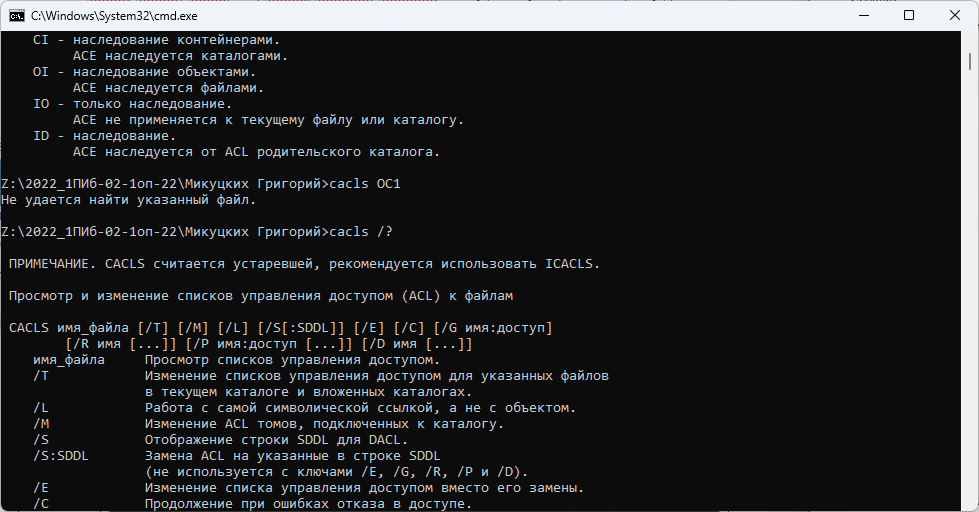 C:\Windows\System32\cmd.exe
CI - наследование контейнерами.
ACE наследуется каталогами.
OI - наследование объектами.
ACE наследуется файлами.
IO - только наследование.
ACE не применяется к текущему файлу или каталогу.
ID - наследование.
ACE наследуется от ACL родительского каталога.
Z:\2022_1ПИб-02-1оп-22\Микуцких Григорий>cacls ОС1
Не удается найти указанный файл.
Z:\2022_1ПИб-02-1оп-22\Микуцких Григорий>cacls /?
ПРИМЕЧАНИЕ. CACLS считается устаревшей, рекомендуется использовать ICACLS.
Просмотр и изменение списков управления доступом (ACL) к файлам
CACLS имя_файла [/T] [/M] [/L] [/S[:SDDL]] [/E] [/C] [/G имя:доступ]
[/R имя [...]] [/P имя:доступ [...]] [/D имя [...]]
имя_файла Просмотр списков управления доступом.
/T Изменение списков управления доступом для указанных файлов
в текущем каталоге и вложенных каталогах.
/L Работа с самой символической ссылкой, а не с объектом.
/M Изменение ACL томов, подключенных к каталогу.
/S Отображение строки SDDL для DACL.
/S:SDDL Замена ACL на указанные в строке SDDL
(не используется с ключами /E, /G, /R, /P и /D).
/E Изменение списка управления доступом вместо его замены.
/C Продолжение при ошибках отказа в доступе.